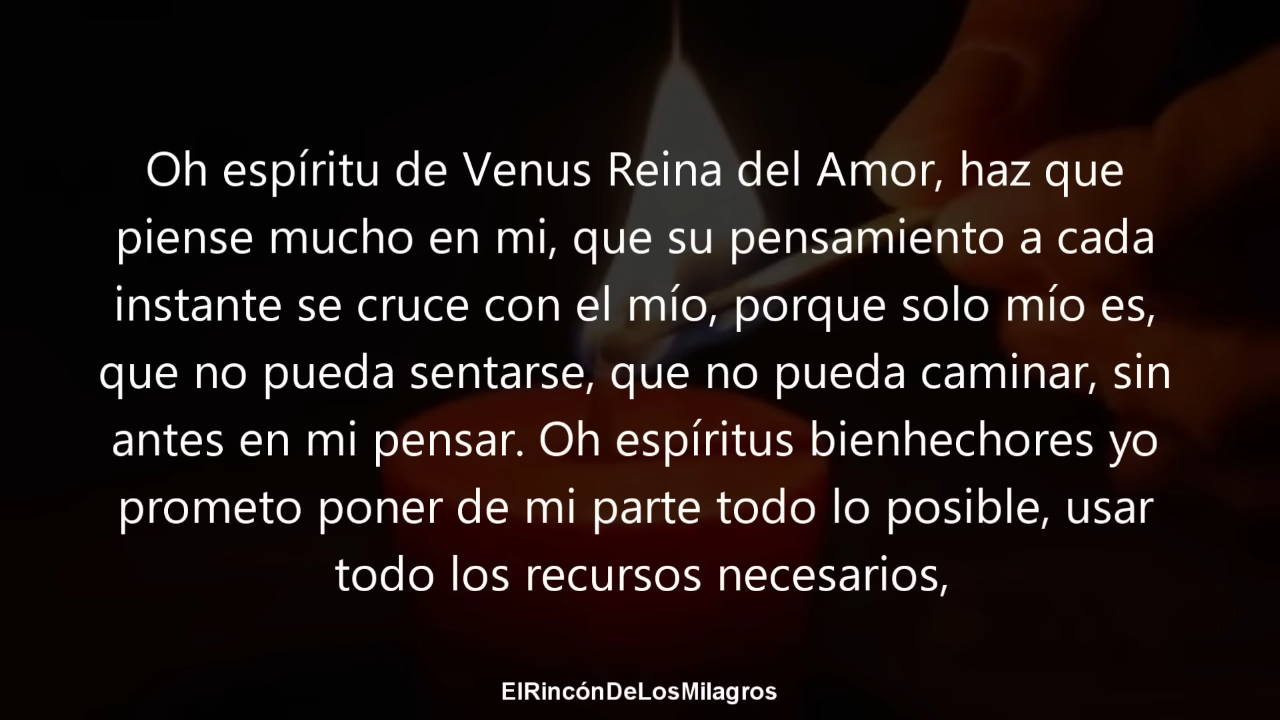 Oh espíritu de Venus Reina del Amor, haz que
piense mucho en mi, que su pensamiento a cada
instante se cruce con el mío, porque solo mío es,
que no pueda sentarse, que no pueda caminar, sin
antes en mi pensar. Oh espíritus bienhechores yo
prometo poner de mi parte todo lo posible, usar
todo los recursos necesarios,
ElRincónDeLosMilagros